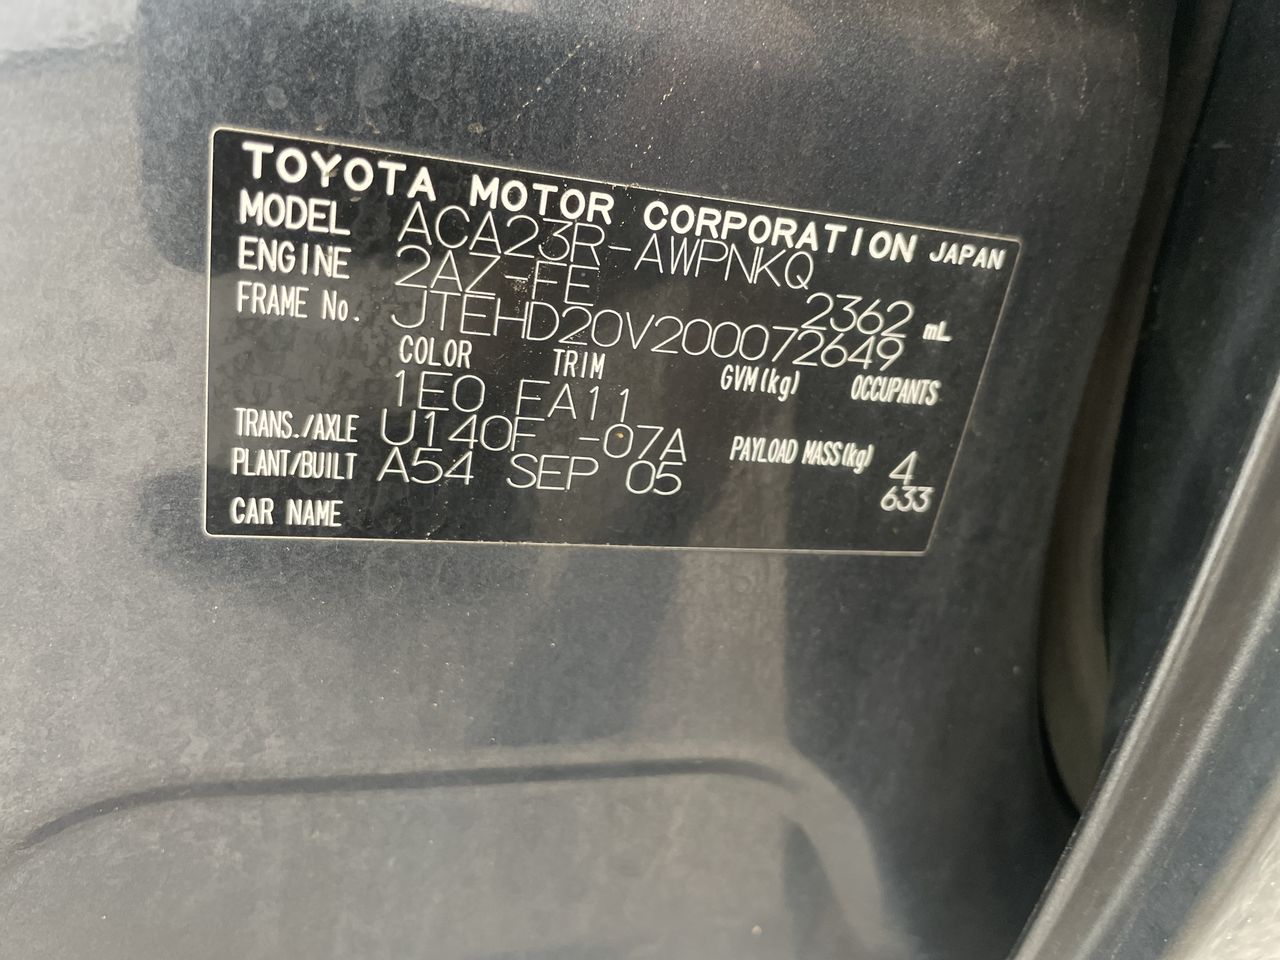 TOYOTA MOTOR CORPORATION JAPAN
MODEL ACA23R-AWPNKQ
ENGINE 2AZ-FE 2362 mL
FRAME No. JTEHD20V200072649
COLOR TRIM GVM(kg) OCCUPANTS
1E0 FA11
TRANS./AXLE U140F -07A PAYLOAD MASS(kg) 4
PLANT/BUILT A54 SEP 05 633
CAR NAME